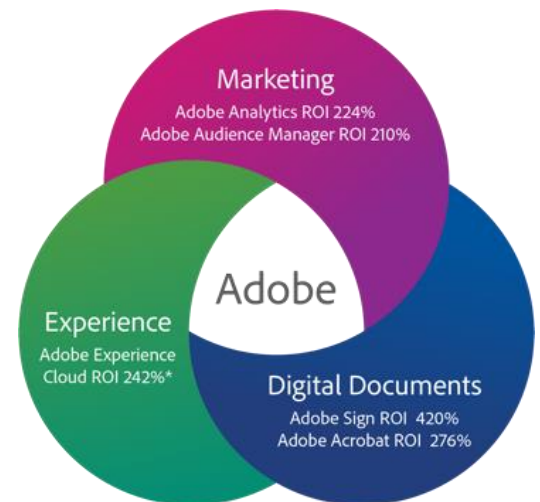 Marketing
Adobe Analytics ROI 224%
Adobe Audience Manager ROI 210%
Adobe
Experience
Adobe Experience
Cloud ROI 242%*
Digital Documents
Adobe Sign ROI 420%
Adobe Acrobat ROI 276%